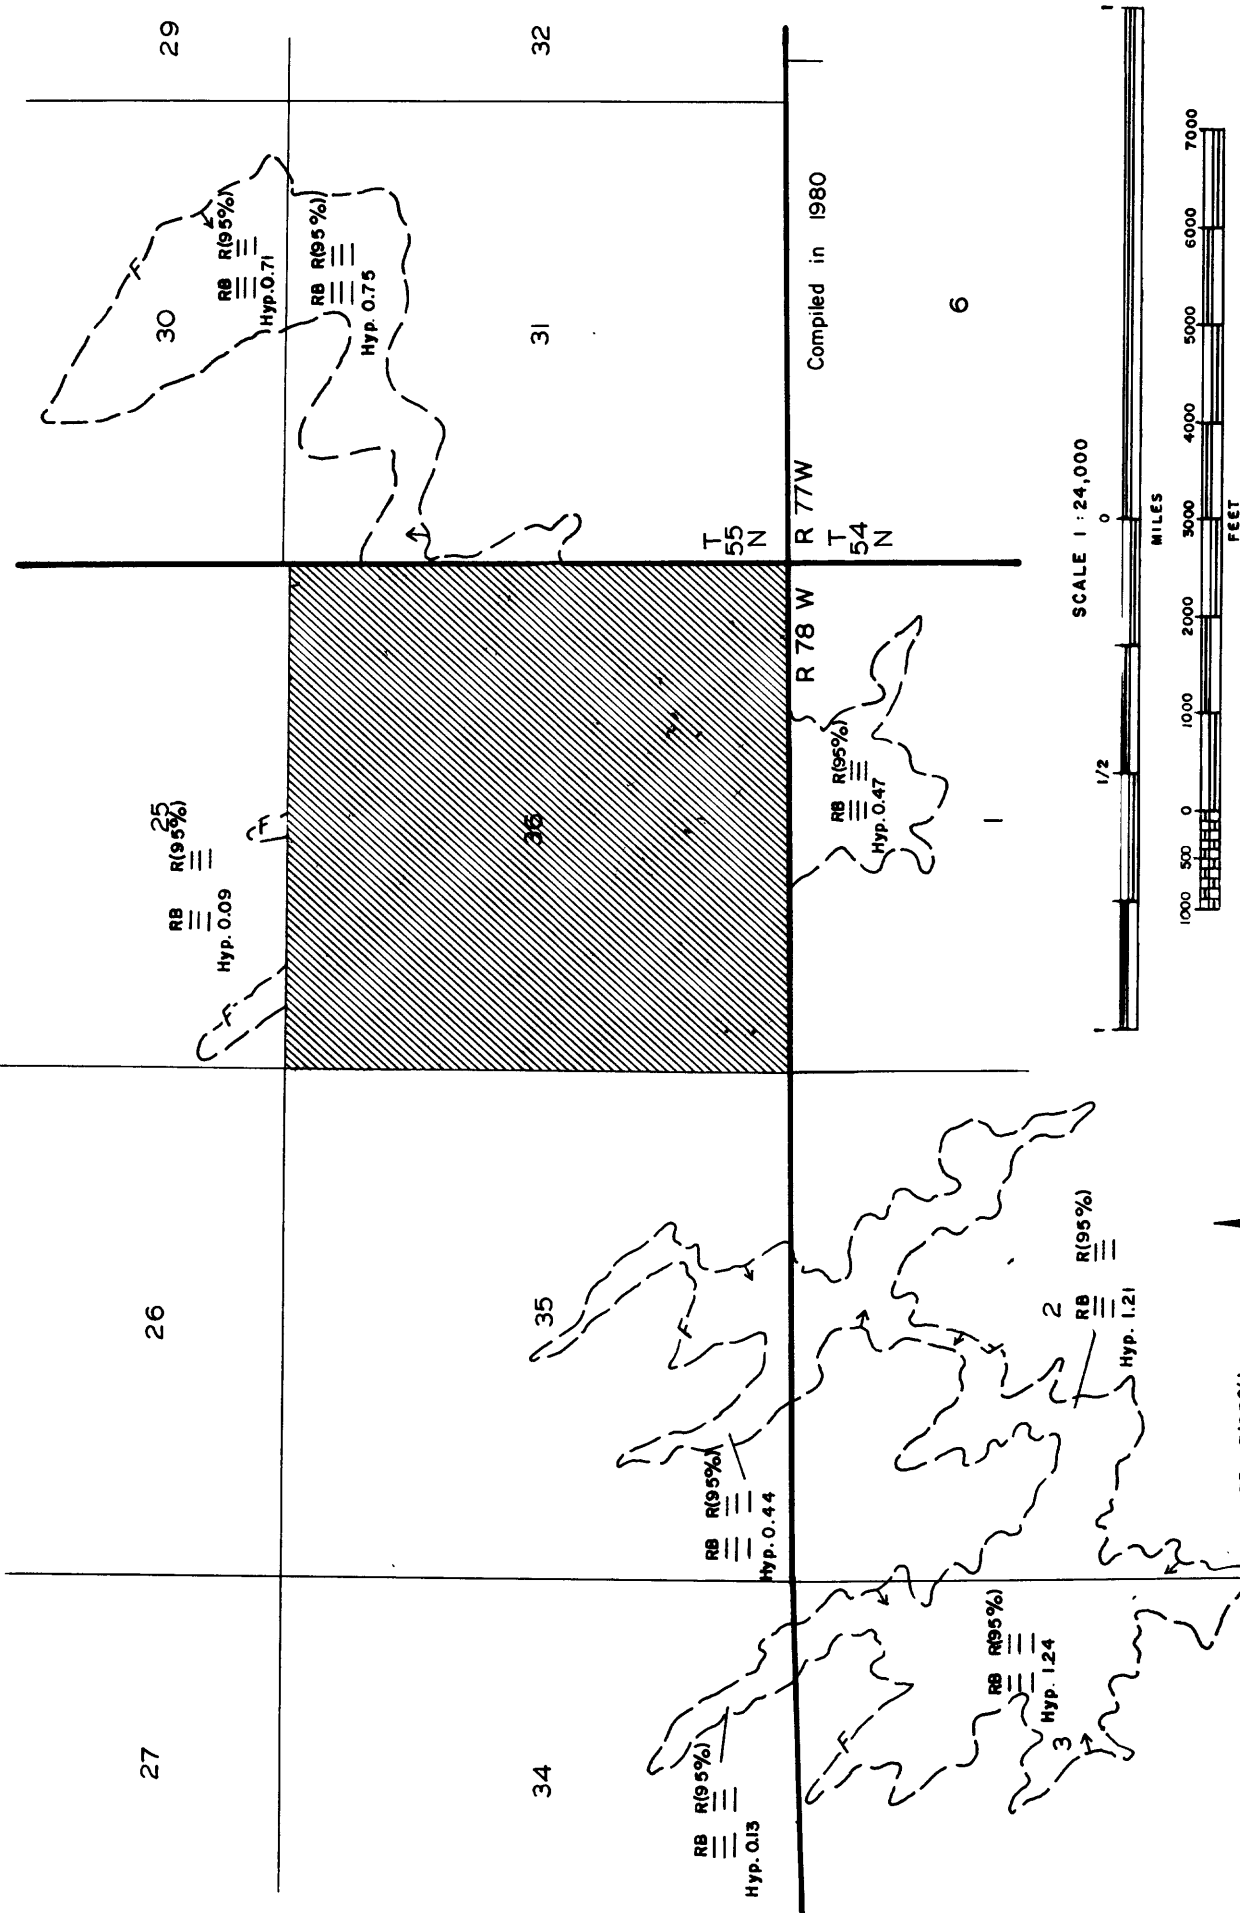 29
32
30
RB R(95%)
Hyp. 0.71
RB R(95%)
Hyp. 0.75
31
F
Compiled in 1980
6
T
55
N
R 77W
T
54
N
R 78 W
25
RB R(95%)
Hyp. 0.09
F
F
36
RB R(95%)
Hyp. 0.47
1
26
35
F
RB R(95%)
Hyp. 0.44
2
RB R(95%)
Hyp. 1.21
F
27
34
RB R(95%)
Hyp. 0.13
F
RB R(95%)
Hyp. 1.24
3
SCALE 1 : 24,000
1 1/2 0 1
MILES
1000 500 0 1000 2000 3000 4000 5000 6000 7000
FEET